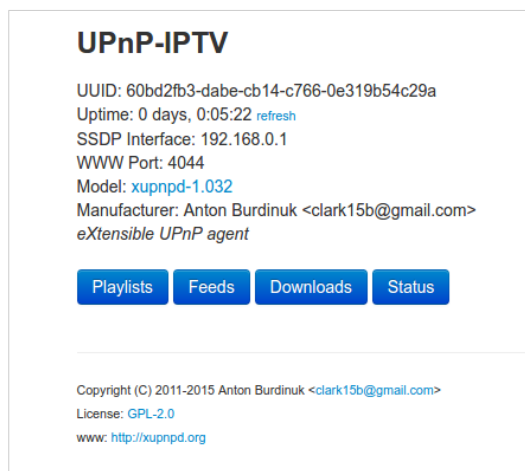 UPnP-IPTV
UUID: 60bd2fb3-dabe-cb14-c766-0e319b54c29a
Uptime: 0 days, 0:05:22 refresh
SSDP Interface: 192.168.0.1
WWW Port: 4044
Model: xupnpd-1.032
Manufacturer: Anton Burdinuk <clark15b@gmail.com>
eXtensible UPnP agent
Playlists Feeds Downloads Status
Copyright (C) 2011-2015 Anton Burdinuk <clark15b@gmail.com>
License: GPL-2.0
www: http://xupnpd.org